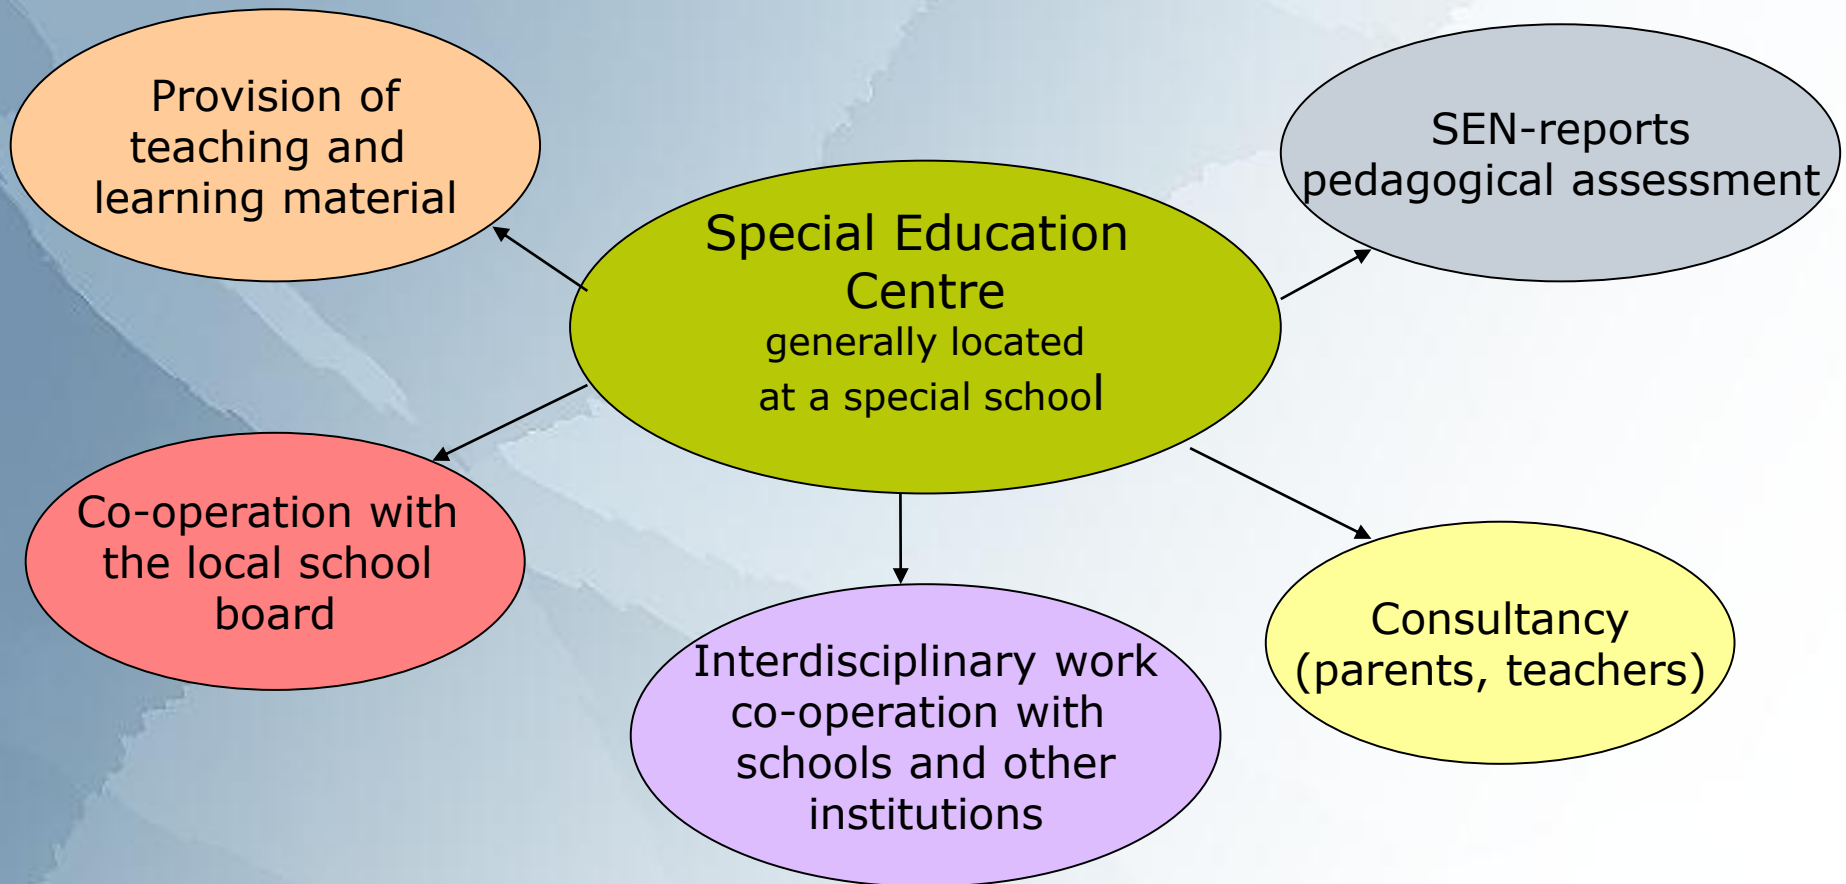 Provision of
teaching and
learning material
SEN-reports
pedagogical assessment
Special Education
Centre
generally located
at a special school
Co-operation with
the local school
board
Interdisciplinary work
co-operation with
schools and other
institutions
Consultancy
(parents, teachers)